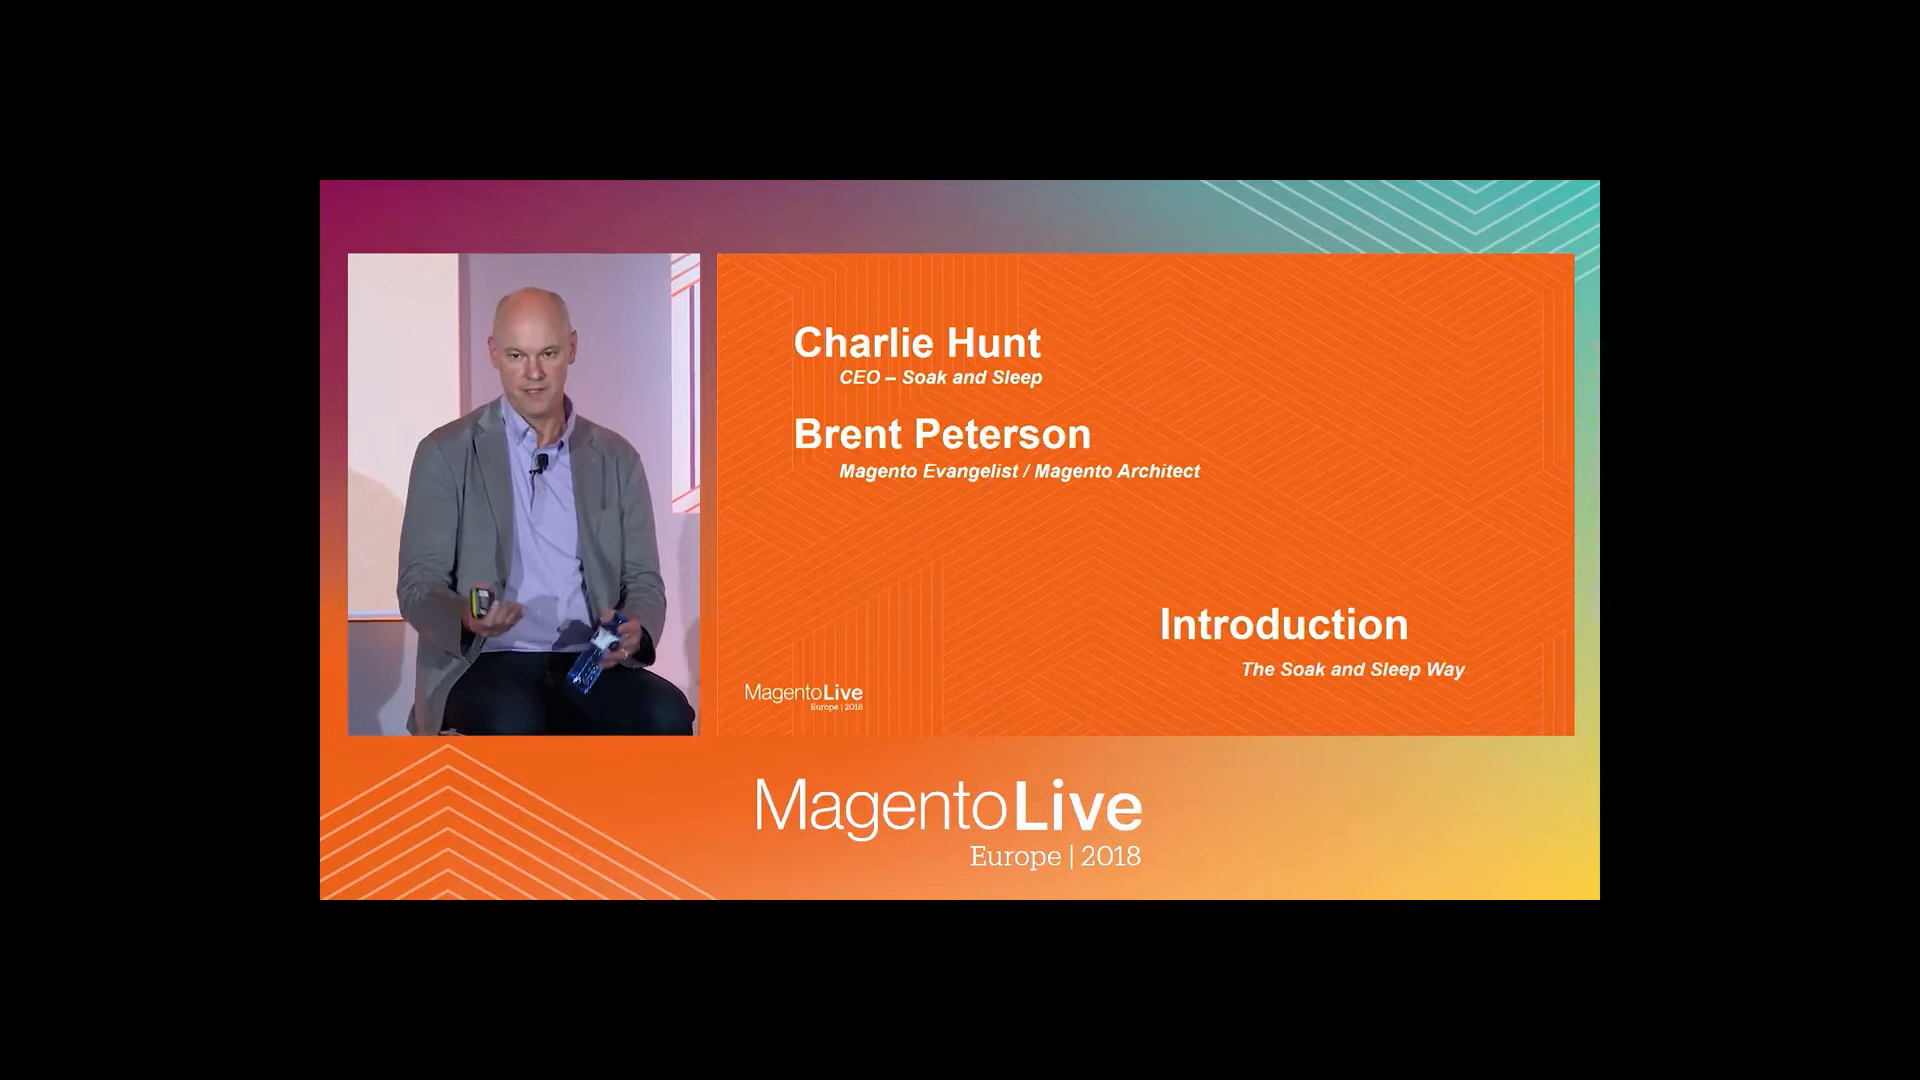 Charlie Hunt
CEO – Soak and Sleep
Brent Peterson
Magento Evangelist / Magento Architect
Introduction
The Soak and Sleep Way
MagentoLive
Europe | 2018
MagentoLive
Europe | 2018